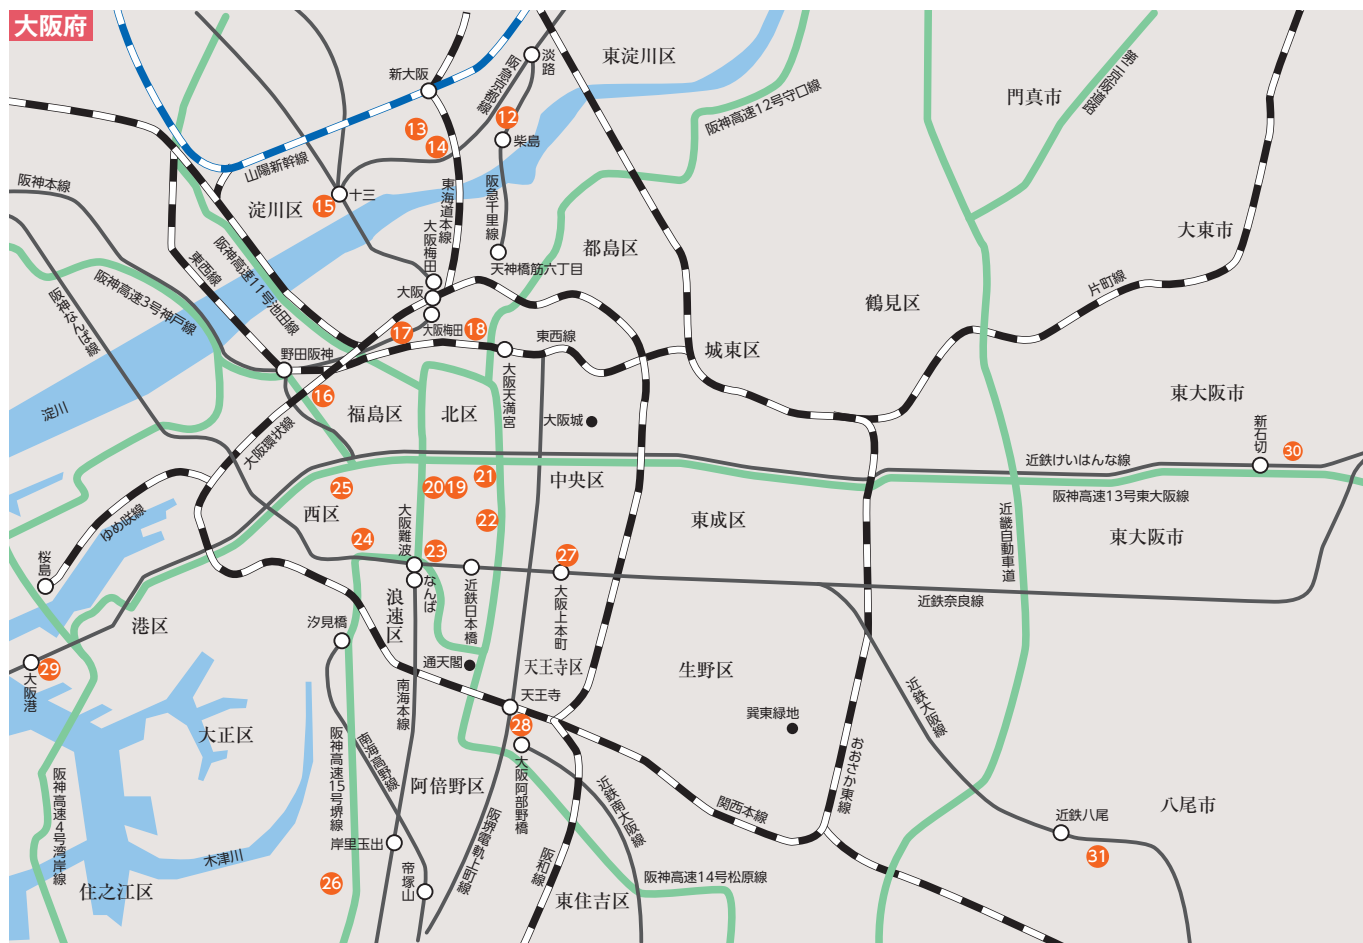 大阪府
新大阪
阪急京都線
淡路
東淀川区
第二京阪道路
門真市
阪神高速12号守口線
12
13
14
柴島
山陽新幹線
阪神本線
淀川区
15
十三
東海道本線
阪急千里線
大阪梅田
天神橋筋六丁目
都島区
大東市
東西線
阪神高速11号池田線
阪神高速3号神戸線
阪神なんば線
大阪
片町線
鶴見区
17
大阪梅田
18
東西線
城東区
野田阪神
16
大阪天満宮
淀川
福島区
北区
大阪城
東大阪市
新石切
30
大阪環状線
近鉄けいはんな線
阪神高速13号東大阪線
25
20
19
21
中央区
西区
22
東成区
ゆめ咲線
大阪難波
24
23
27
近畿自動車道
東大阪市
桜島
なんば
近鉄日本橋
大阪上本町
近鉄奈良線
浪速区
港区
汐見橋
通天閣
天王寺区
生野区
29
大阪港
南海本線
天王寺
28
近鉄大阪線
巽東緑地
大正区
阪神高速15号堺線
南海高野線
大阪阿部野橋
おおさか東線
阪神高速4号湾岸線
阿倍野区
近鉄南大阪線
関西本線
近鉄八尾
八尾市
31
木津川
岸里玉出
帝塚山
阪堺電軌上町線
阪和線
26
住之江区
阪神高速14号松原線
東住吉区